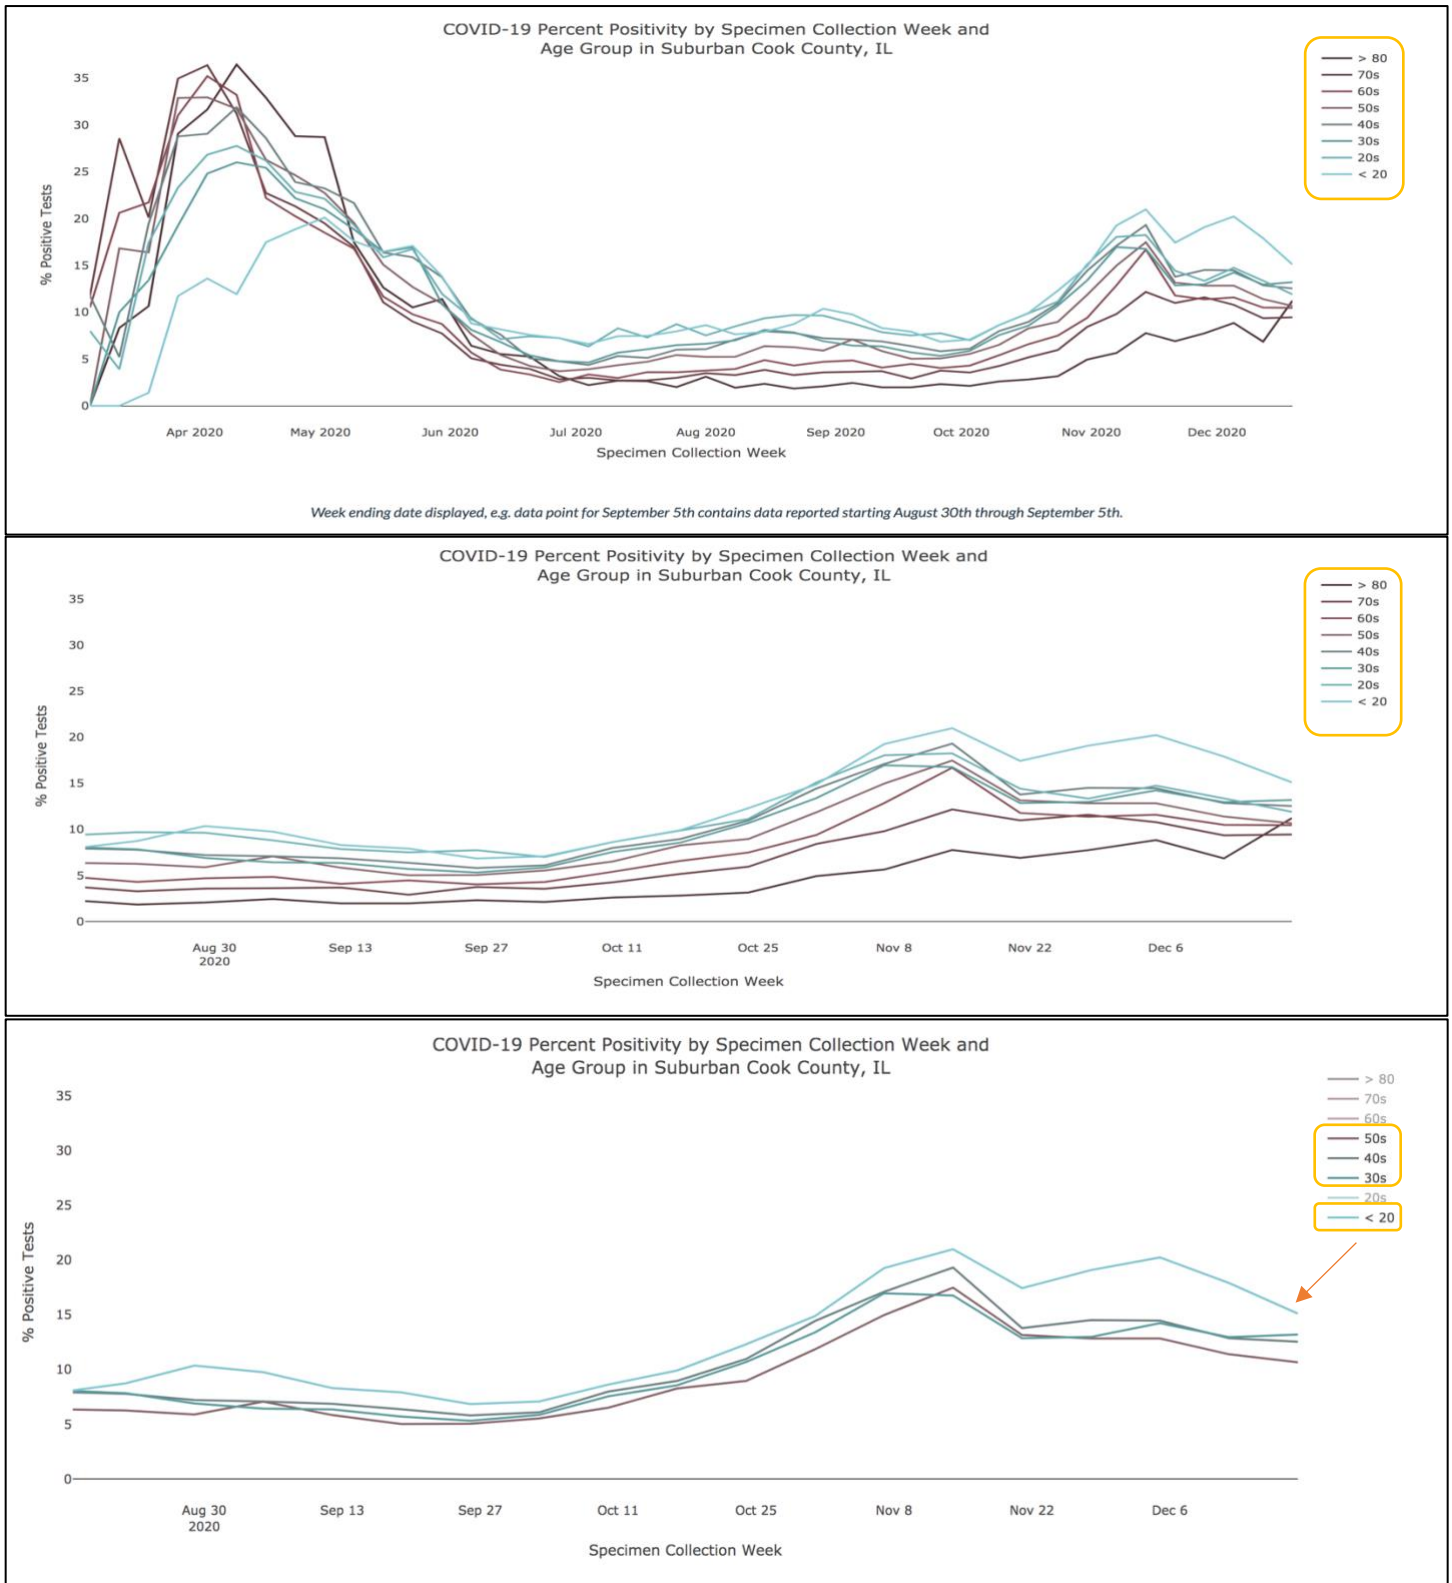 COVID-19 Percent Positivity by Specimen Collection Week and
Age Group in Suburban Cook County, IL
> 80
70s
60s
50s
40s
30s
20s
< 20
% Positive Tests
35
30
25
20
15
10
5
0
Apr 2020 May 2020 Jun 2020 Jul 2020 Aug 2020 Sep 2020 Oct 2020 Nov 2020 Dec 2020
Specimen Collection Week
Week ending date displayed, e.g. data point for September 5th contains data reported starting August 30th through September 5th.
COVID-19 Percent Positivity by Specimen Collection Week and
Age Group in Suburban Cook County, IL
> 80
70s
60s
50s
40s
30s
20s
< 20
% Positive Tests
35
30
25
20
15
10
5
0
Aug 30 Sep 13 Sep 27 Oct 11 Oct 25 Nov 8 Nov 22 Dec 6
2020
Specimen Collection Week
COVID-19 Percent Positivity by Specimen Collection Week and
Age Group in Suburban Cook County, IL
> 80
70s
60s
50s
40s
30s
20s
< 20
% Positive Tests
35
30
25
20
15
10
5
0
Aug 30 Sep 13 Sep 27 Oct 11 Oct 25 Nov 8 Nov 22 Dec 6
2020
Specimen Collection Week